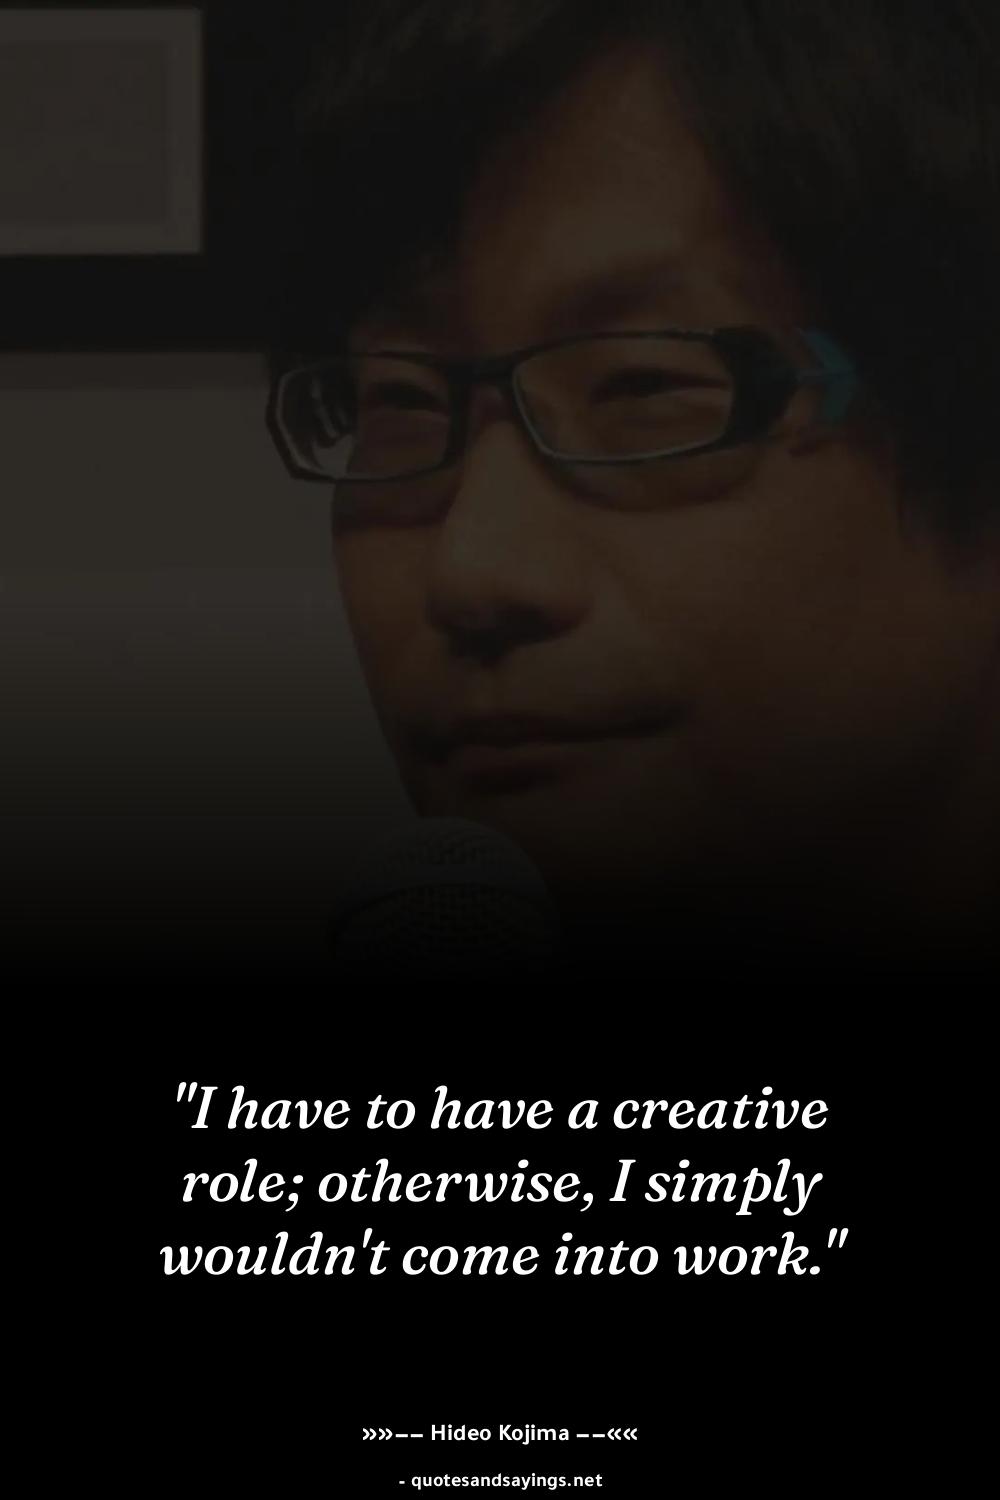 "I have to have a creative
role; otherwise, I simply
wouldn't come into work."
»»–– Hideo Kojima ––««
- quotesandsayings.net